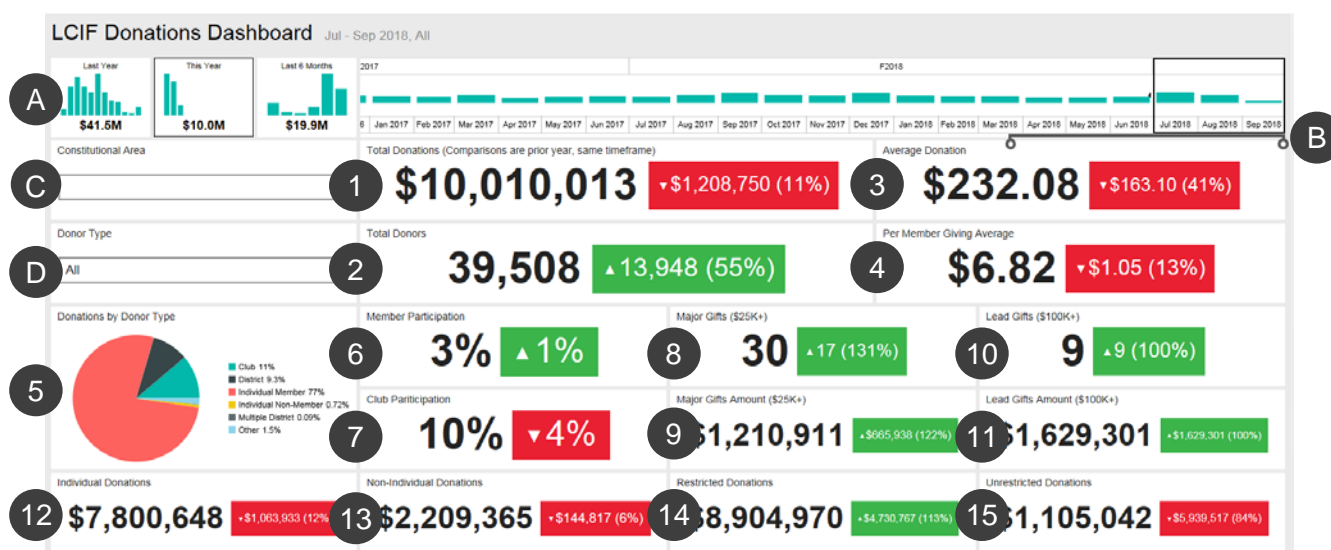 LCIF Donations Dashboard Jul - Sep 2018, All
Last Year This Year Last 6 Months
$41.5M $10.0M $19.9M
A
2017 F2018
6 Jan 2017 Feb 2017 Mar 2017 Apr 2017 May 2017 Jun 2017 Jul 2017 Aug 2017 Sep 2017 Oct 2017 Nov 2017 Dec 2017 Jan 2018 Feb 2018 Mar 2018 Apr 2018 May 2018 Jun 2018 Jul 2018 Aug 2018 Sep 2018
B
Constitutional Area
C
Total Donations (Comparisons are prior year, same timeframe)
1 $10,010,013 ▾$1,208,750 (11%)
Average Donation
3 $232.08 ▾$163.10 (41%)
Donor Type
D All
Total Donors
2 39,508 ▴13,948 (55%)
Per Member Giving Average
4 $6.82 ▾$1.05 (13%)
Donations by Donor Type
5
Club 11%
District 9.3%
Individual Member 77%
Individual Non-Member 0.72%
Multiple District 0.09%
Other 1.5%
Member Participation
6 3% ▴1%
Major Gifts ($25K+)
8 30 ▴17 (131%)
Lead Gifts ($100K+)
10 9 ▴9 (100%)
Club Pariticipation
7 10% ▾4%
Major Gifts Amount ($25K+)
9 $1,210,911 ▴$665,938 (122%)
Lead Gifts Amount ($100K+)
11 $1,629,301 ▴$1,629,301 (100%)
Individual Donations
12 $7,800,648 ▾$1,063,933 (12%
Non-Individual Donations
13 $2,209,365 ▾$144,817 (6%)
Restricted Donations
14 $8,904,970 ▴$4,730,767 (113%)
Unrestricted Donations
15 $1,105,042 ▾$5,939,517 (84%)